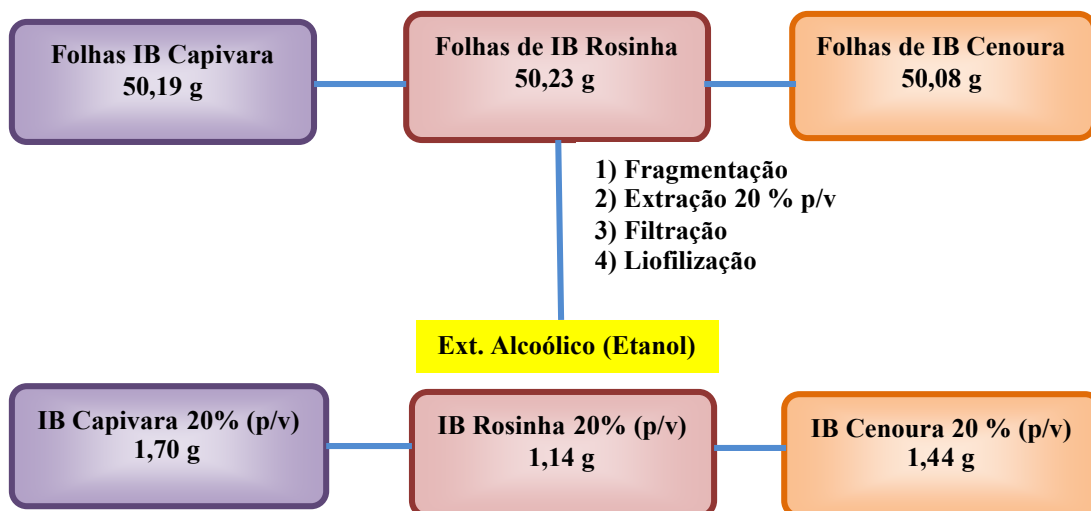 Folhas IB Capivara
50,19 g
Folhas de IB Rosinha
50,23 g
Folhas de IB Cenoura
50,08 g
1) Fragmentação
2) Extração 20 % p/v
3) Filtração
4) Liofilização
Ext. Alcoólico (Etanol)
IB Capivara 20% (p/v)
1,70 g
IB Rosinha 20% (p/v)
1,14 g
IB Cenoura 20 % (p/v)
1,44 g